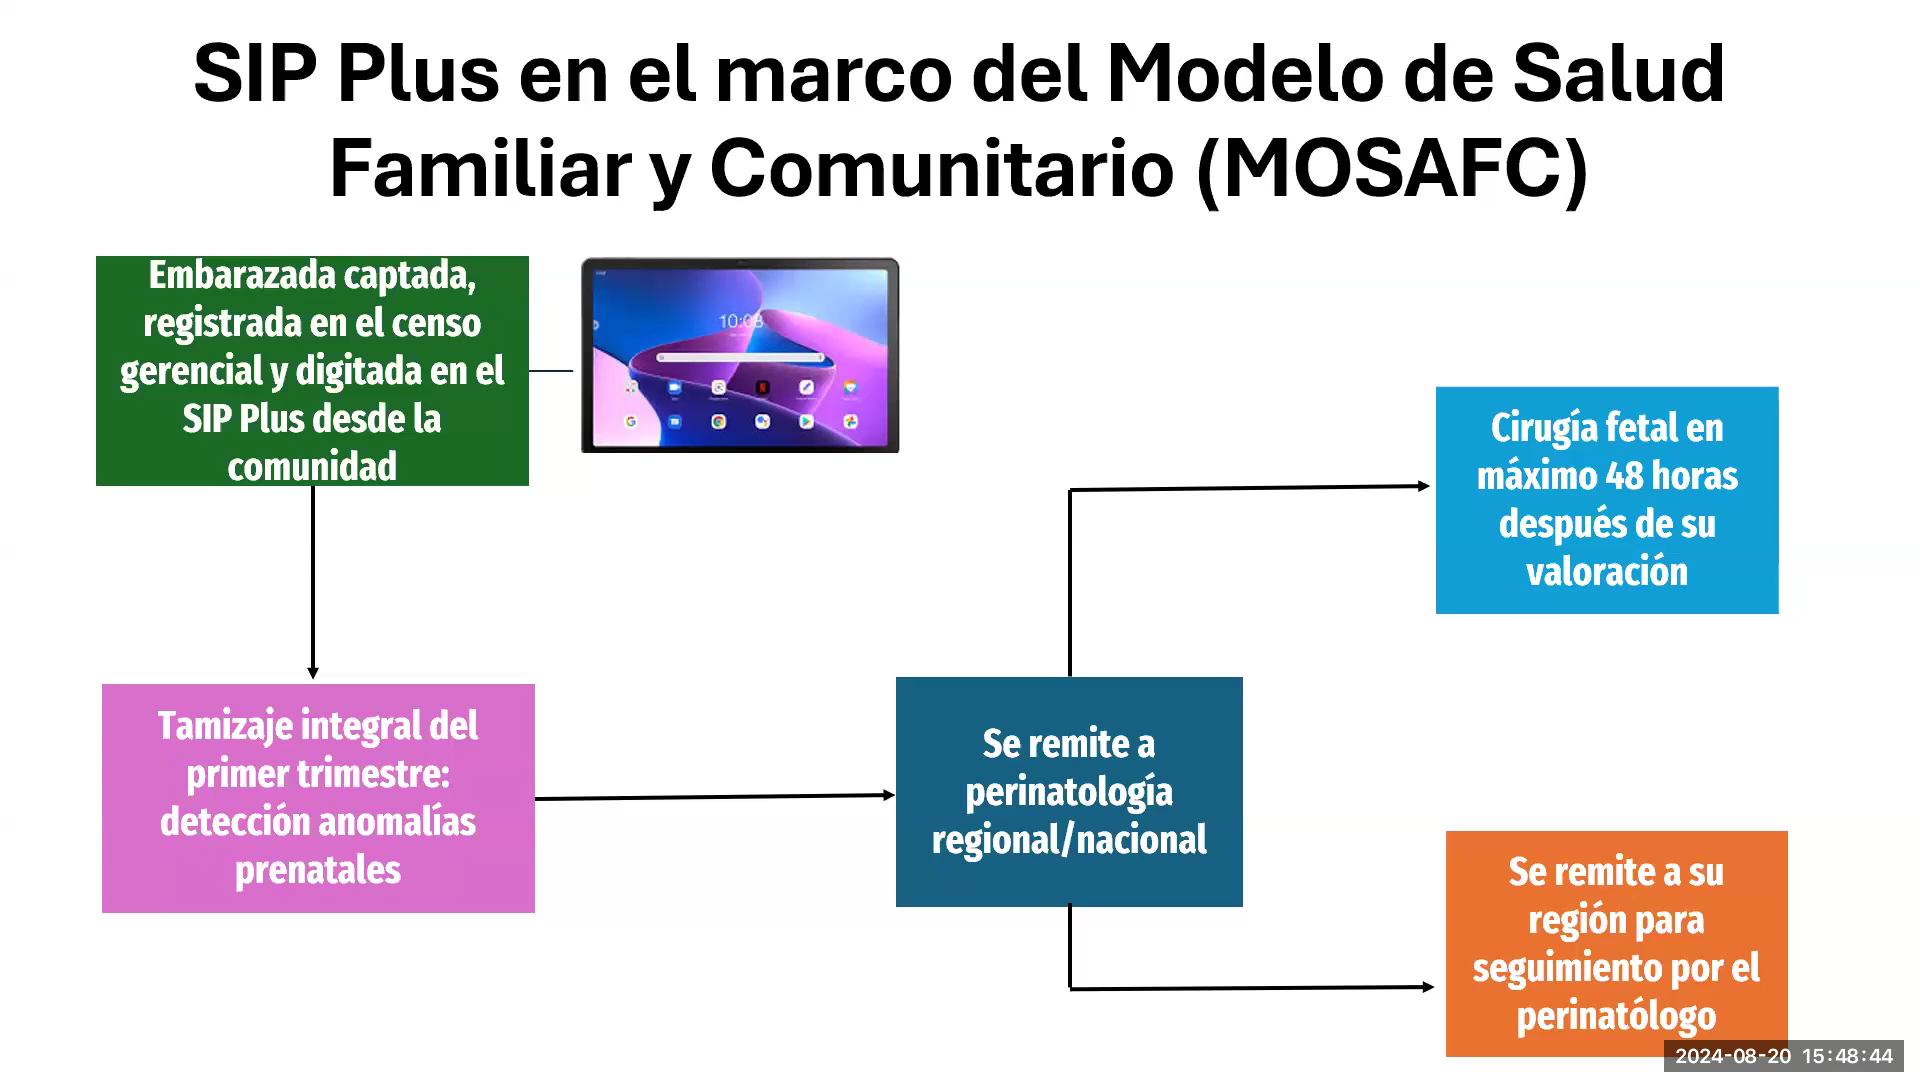 SIP Plus en el marco del Modelo de Salud
Familiar y Comunitario (MOSAFC)
Embarazada captada,
registrada en el censo
gerencial y digitada en el
SIP Plus desde la
comunidad
10:08
Cirugía fetal en
máximo 48 horas
después de su
valoración
Tamizaje integral del
primer trimestre:
detección anomalías
prenatales
Se remite a
perinatología
regional/nacional
Se remite a su
región para
seguimiento por el
perinatólogo
2024-08-20 15:48:44